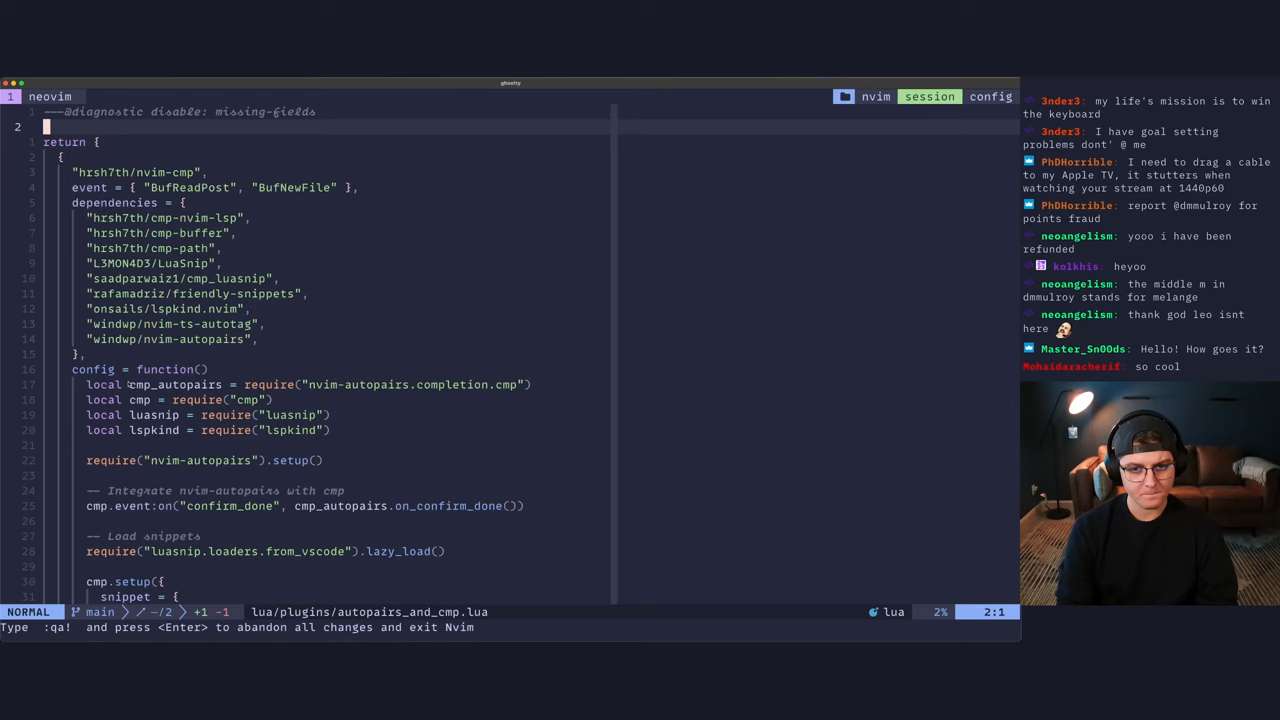 ghostty
1 neovim
nvim session config
1 ---@diagnostic disable: missing-fields
2
1 return {
2 {
3 "hrsh7th/nvim-cmp",
4 event = { "BufReadPost", "BufNewFile" },
5 dependencies = {
6 "hrsh7th/cmp-nvim-lsp",
7 "hrsh7th/cmp-buffer",
8 "hrsh7th/cmp-path",
9 "L3MON4D3/LuaSnip",
10 "saadparwaiz1/cmp_luasnip",
11 "rafamadriz/friendly-snippets",
12 "onsails/lspkind.nvim",
13 "windwp/nvim-ts-autotag",
14 "windwp/nvim-autopairs",
15 },
16 config = function()
17 local cmp_autopairs = require("nvim-autopairs.completion.cmp")
18 local cmp = require("cmp")
19 local luasnip = require("luasnip")
20 local lspkind = require("lspkind")
21
22 require("nvim-autopairs").setup()
23
24 -- Integrate nvim-autopairs with cmp
25 cmp.event:on("confirm_done", cmp_autopairs.on_confirm_done())
26
27 -- Load snippets
28 require("luasnip.loaders.from_vscode").lazy_load()
29
30 cmp.setup({
31 snippet = {
NORMAL main −/2 +1 -1 lua/plugins/autopairs_and_cmp.lua lua 2% 2:1
Type :qa! and press <Enter> to abandon all changes and exit Nvim
3nder3: my life's mission is to win
the keyboard
3nder3: I have goal setting
problems dont' @ me
PhDHorrible: I need to drag a cable
to my Apple TV, it stutters when
watching your stream at 1440p60
PhDHorrible: report @dmmulroy for
points fraud
neoangelism: yooo i have been
refunded
kolkhis: heyoo
neoangelism: the middle m in
dmmulroy stands for melange
neoangelism: thank god leo isnt
here
Master_Sn00ds: Hello! How goes it?
Mohaidaracherif: so cool